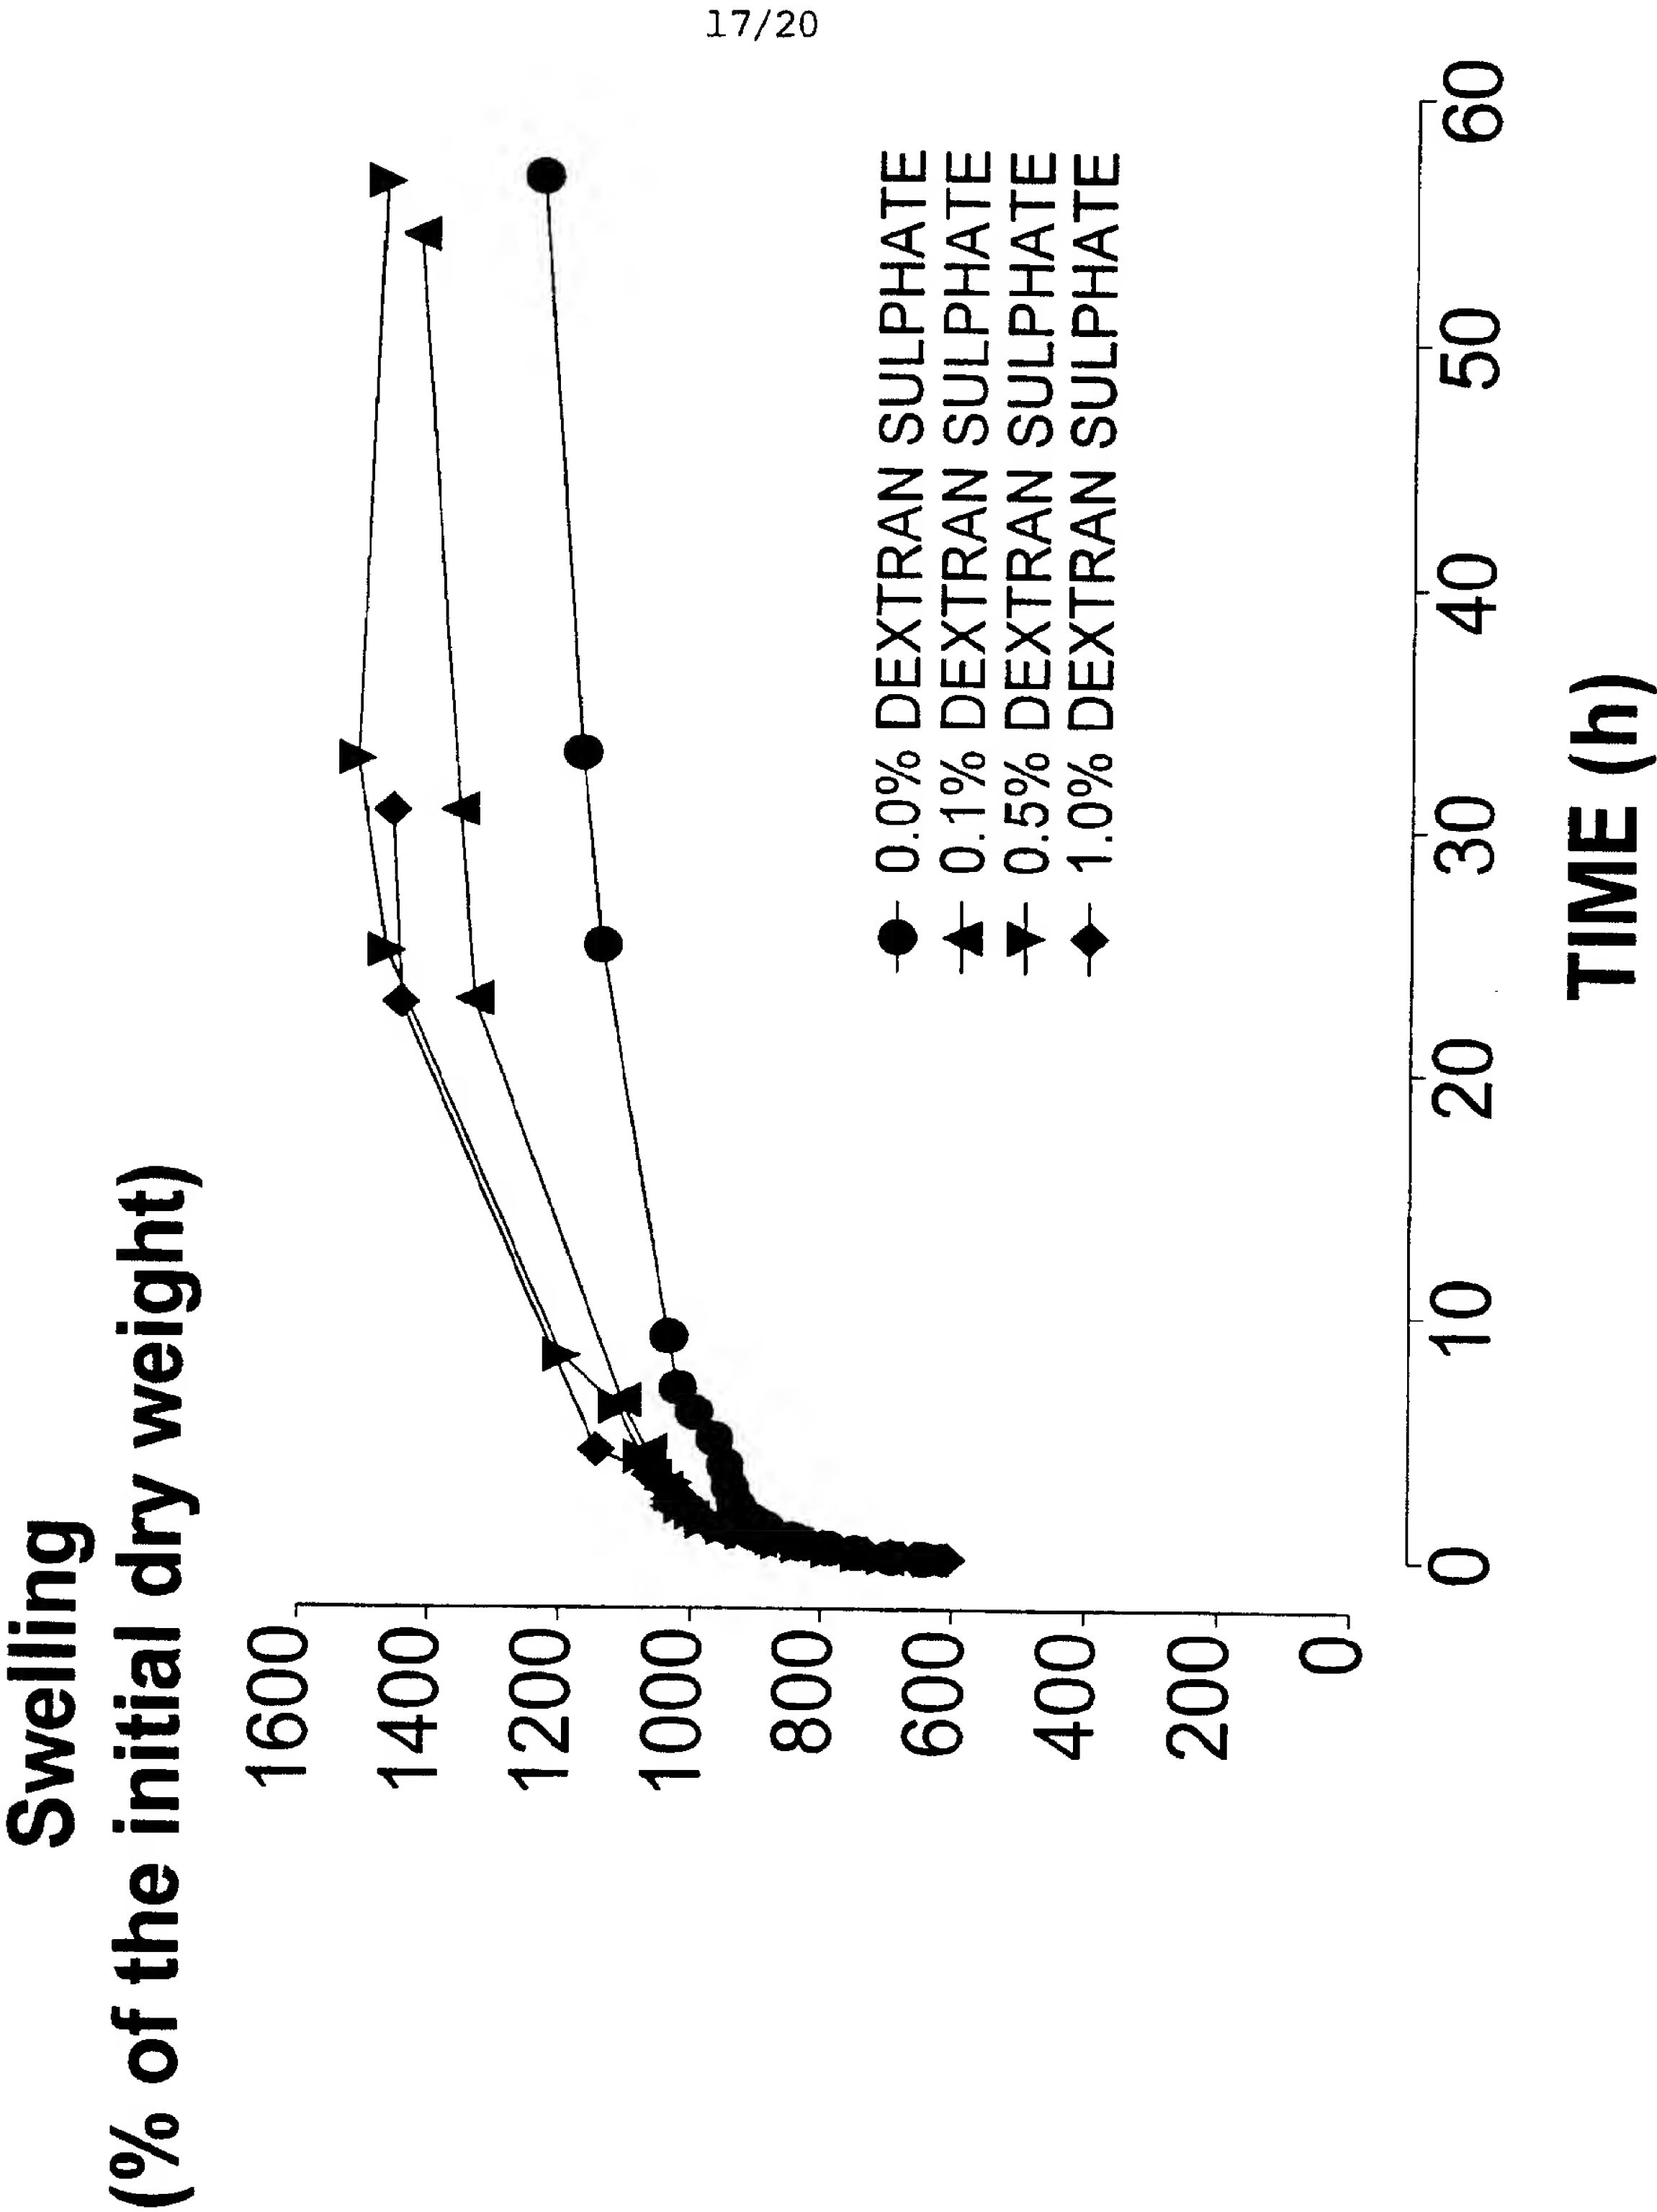 17/20
Swelling
(% of the initial dry weight)
1600
1400
1200
1000
800
600
400
200
0
0.0% DEXTRAN SULPHATE
0.1% DEXTRAN SULPHATE
0.5% DEXTRAN SULPHATE
1.0% DEXTRAN SULPHATE
0 10 20 30 40 50 60
TIME (h)